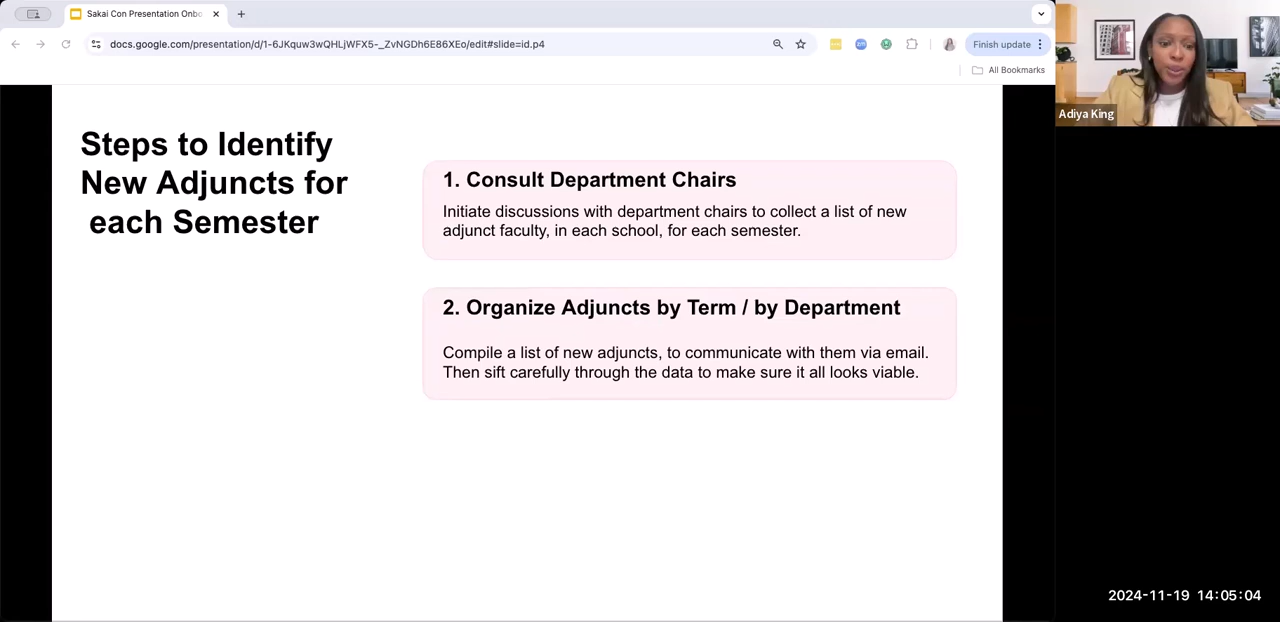 Sakai Con Presentation Onbo
docs.google.com/presentation/d/1-6JKquw3wQHLjWFX5-_ZvNGDh6E86XEo/edit#slide=id.p4
Finish update
All Bookmarks
Adiya King
Steps to Identify
New Adjuncts for
each Semester
1. Consult Department Chairs
Initiate discussions with department chairs to collect a list of new
adjunct faculty, in each school, for each semester.
2. Organize Adjuncts by Term / by Department
Compile a list of new adjuncts, to communicate with them via email.
Then sift carefully through the data to make sure it all looks viable.
2024-11-19 14:05:04